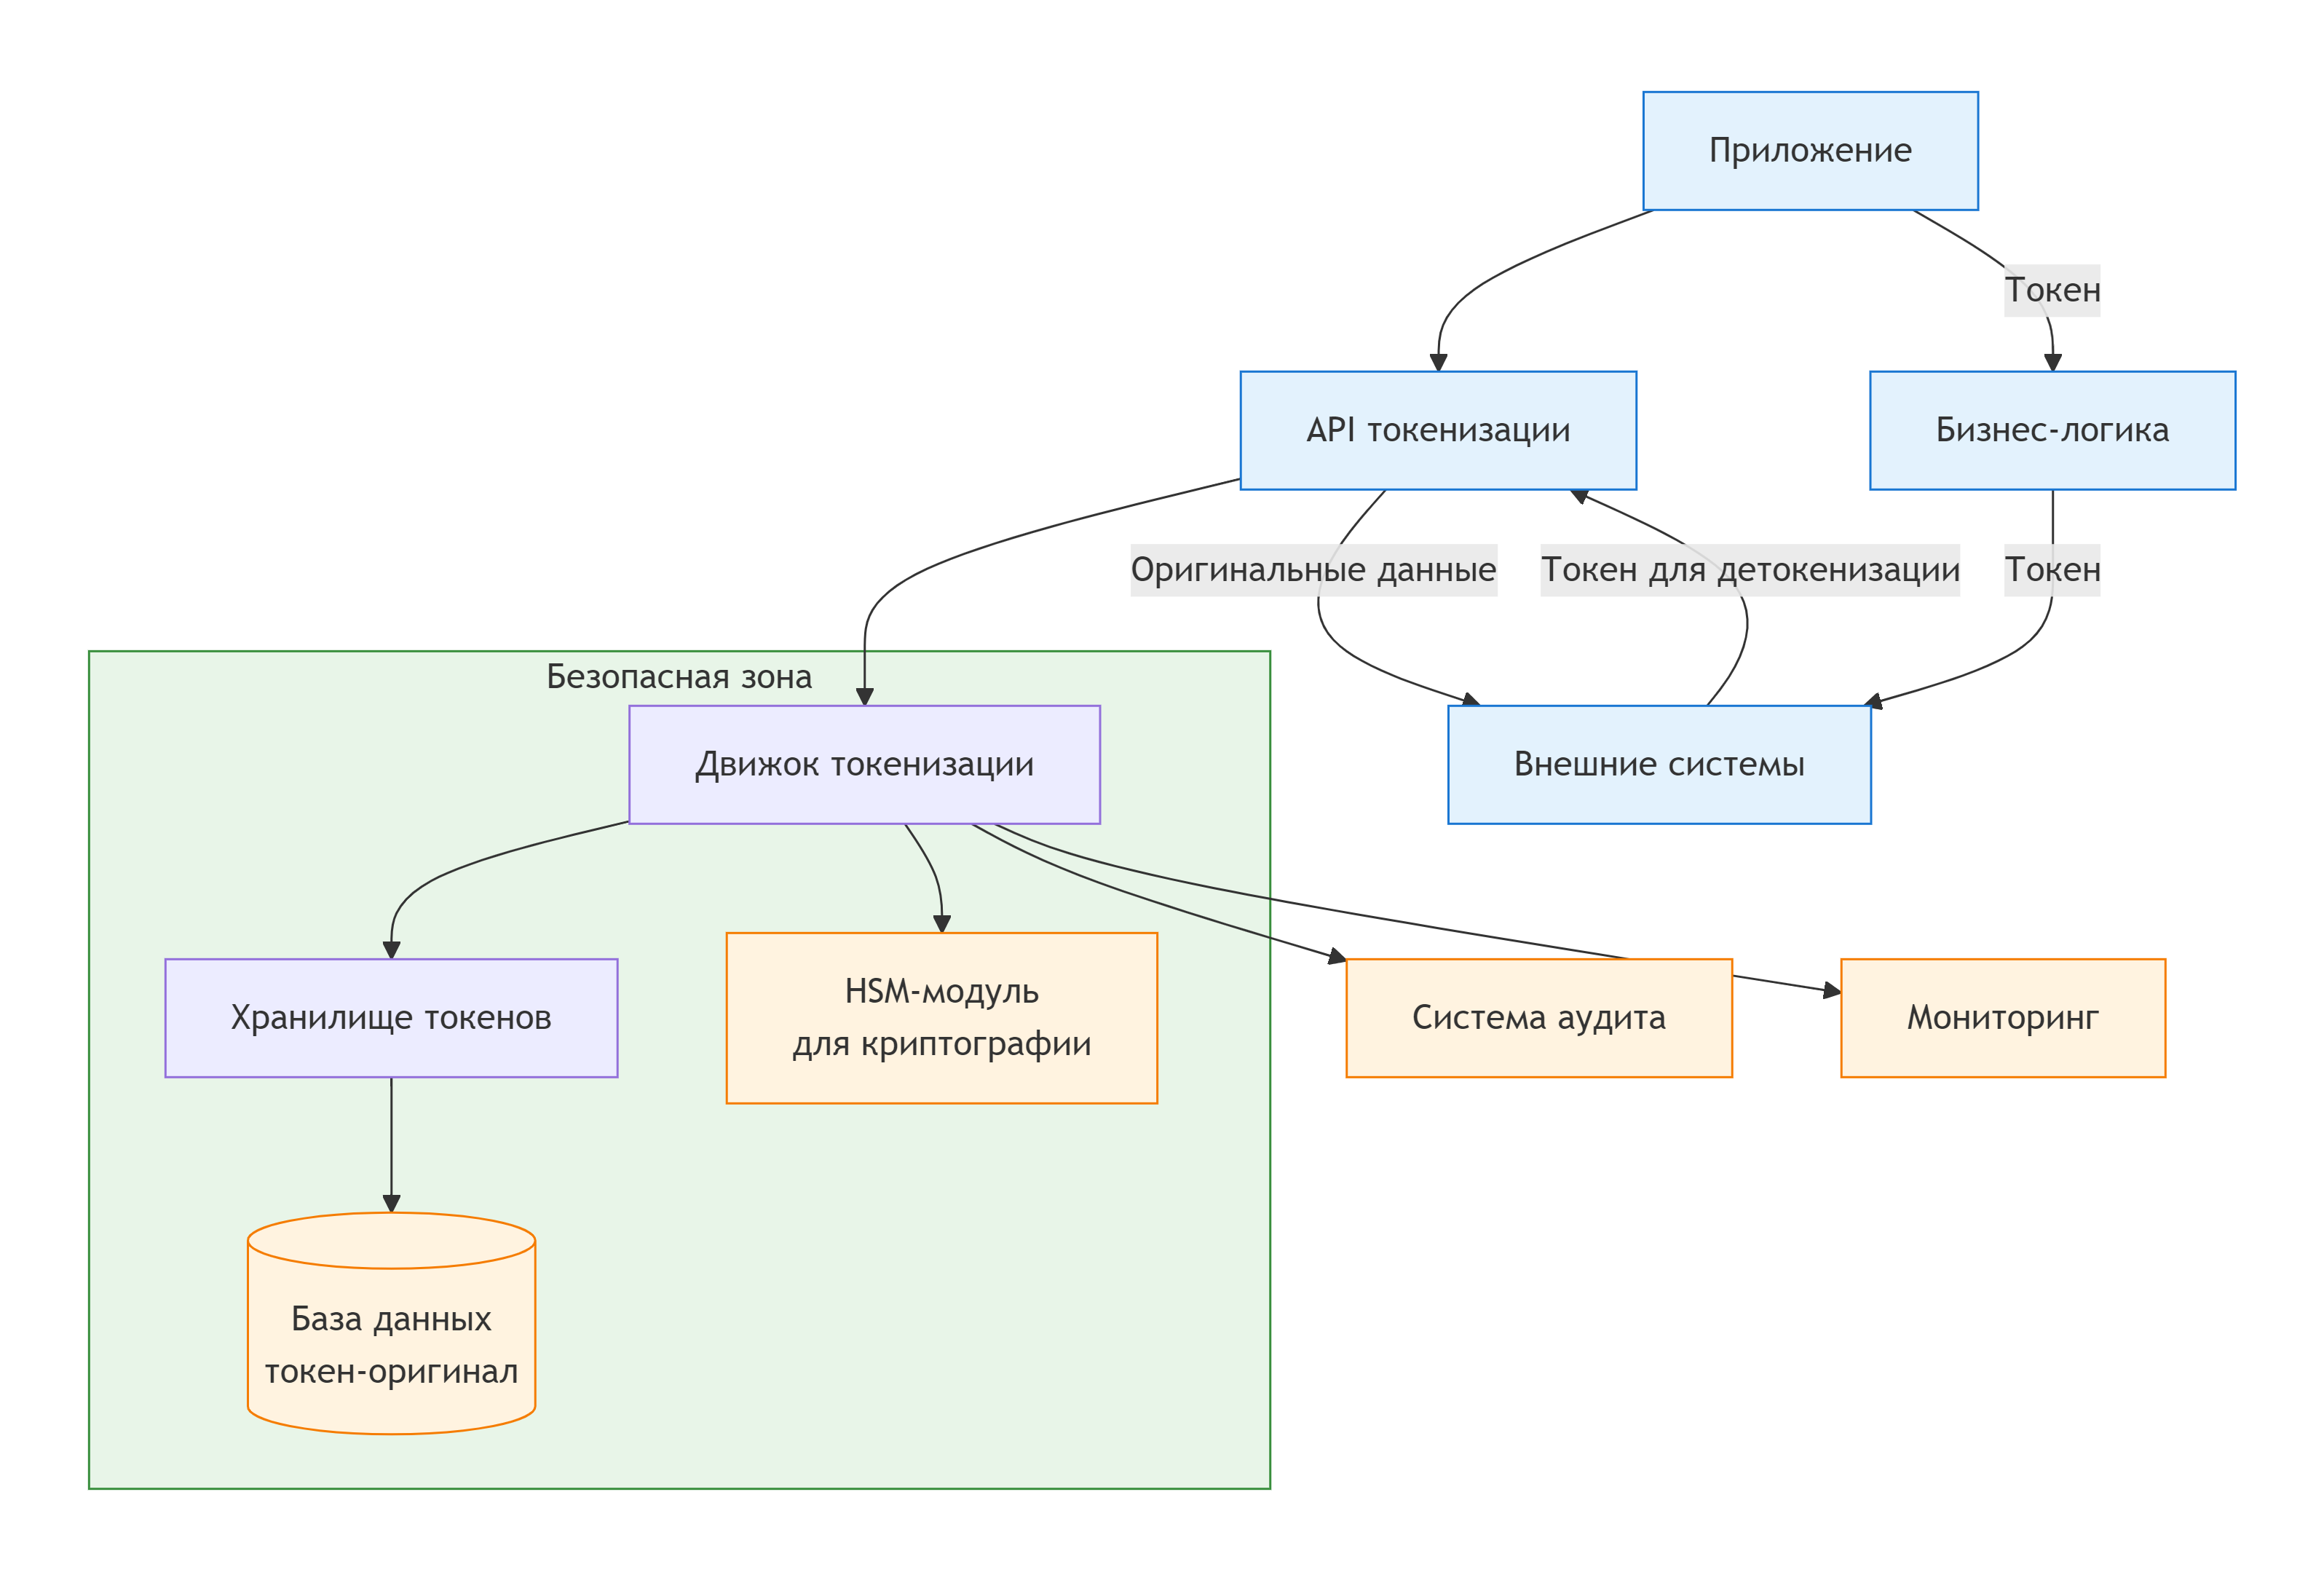 Приложение
Токен
API токенизации
Бизнес-логика
Оригинальные данные
Токен для детокенизации
Токен
Безопасная зона
Движок токенизации
Внешние системы
Хранилище токенов
HSM-модуль
для криптографии
Система аудита
Мониторинг
База данных
токен-оригинал